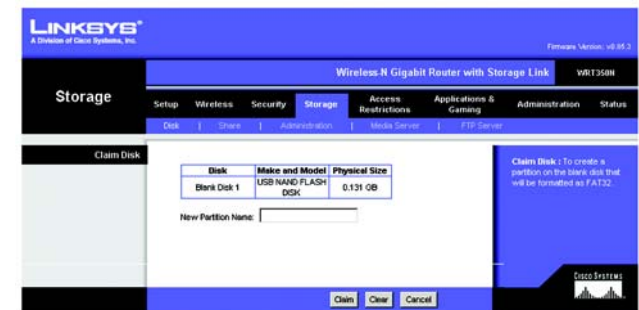 LINKSYS®
A Division of Cisco Systems, Inc.
Firmware Version: v0.95.3
Wireless-N Gigabit Router with Storage Link WRT350N
Storage
Setup Wireless Security Storage Access Restrictions Applications & Gaming Administration Status
Disk | Share | Administration | Media Server | FTP Server
Claim Disk
Disk Make and Model Physical Size
Blank Disk 1 USB NAND FLASH DISK 0.131 GB
New Partition Name:
Claim Disk : To create a
partition on the blank disk that
will be formatted as FAT32.
Claim Clear Cancel
CISCO SYSTEMS